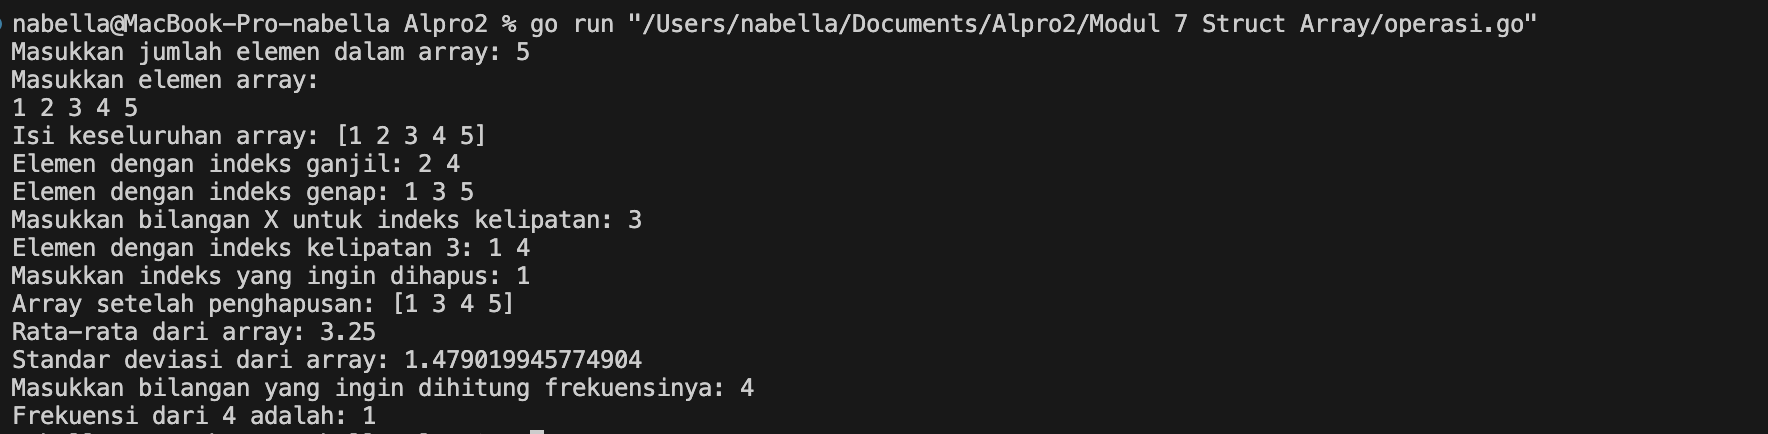 nabella@MacBook-Pro-nabella Alpro2 % go run "/Users/nabella/Documents/Alpro2/Modul 7 Struct Array/operasi.go"
Masukkan jumlah elemen dalam array: 5
Masukkan elemen array:
1 2 3 4 5
Isi keseluruhan array: [1 2 3 4 5]
Elemen dengan indeks ganjil: 2 4
Elemen dengan indeks genap: 1 3 5
Masukkan bilangan X untuk indeks kelipatan: 3
Elemen dengan indeks kelipatan 3: 1 4
Masukkan indeks yang ingin dihapus: 1
Array setelah penghapusan: [1 3 4 5]
Rata-rata dari array: 3.25
Standar deviasi dari array: 1.479019945774904
Masukkan bilangan yang ingin dihitung frekuensinya: 4
Frekuensi dari 4 adalah: 1